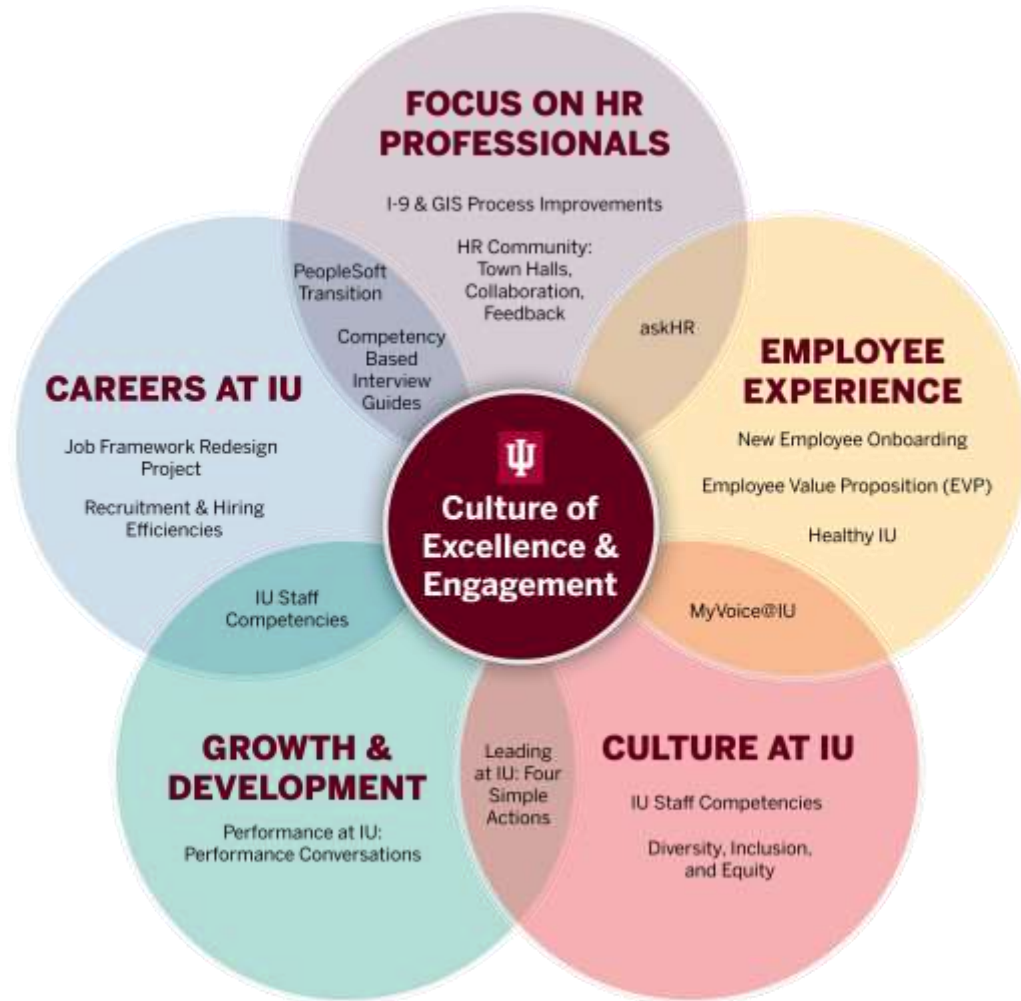 FOCUS ON HR
PROFESSIONALS
I-9 & GIS Process Improvements
HR Community:
Town Halls,
Collaboration,
Feedback
PeopleSoft
Transition
Competency
Based
Interview
Guides
askHR
CAREERS AT IU
Job Framework Redesign
Project
Recruitment & Hiring
Efficiencies
EMPLOYEE
EXPERIENCE
New Employee Onboarding
Employee Value Proposition (EVP)
Healthy IU
Culture of
Excellence &
Engagement
IU Staff
Competencies
MyVoice@IU
GROWTH &
DEVELOPMENT
Performance at IU:
Performance Conversations
Leading
at IU: Four
Simple
Actions
CULTURE AT IU
IU Staff Competencies
Diversity, Inclusion,
and Equity